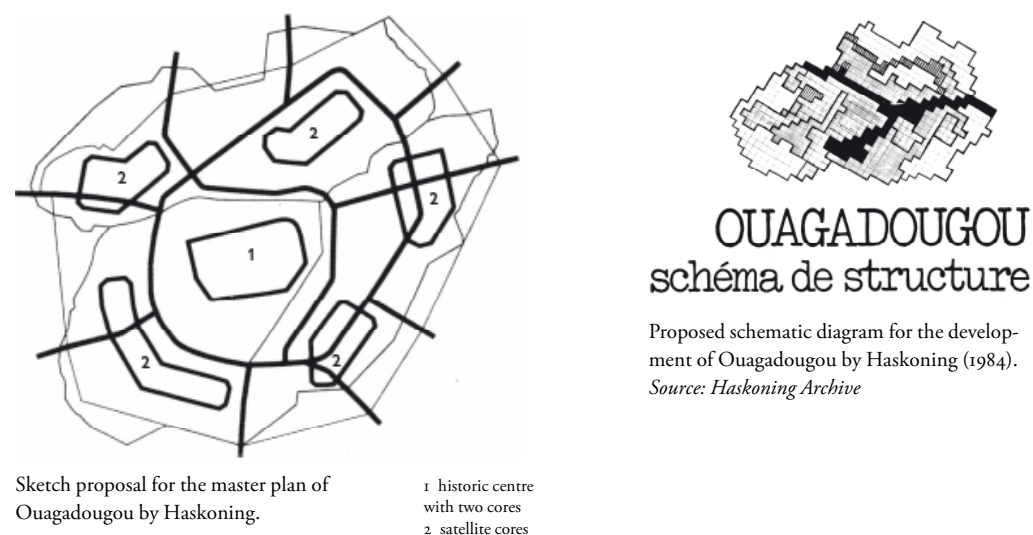 2
2
2
1
2
2
Sketch proposal for the master plan of
Ouagadougou by Haskoning.
1 historic centre
with two cores
2 satellite cores
OUAGADOUGOU
schéma de structure
Proposed schematic diagram for the develop-
ment of Ouagadougou by Haskoning (1984).
Source: Haskoning Archive